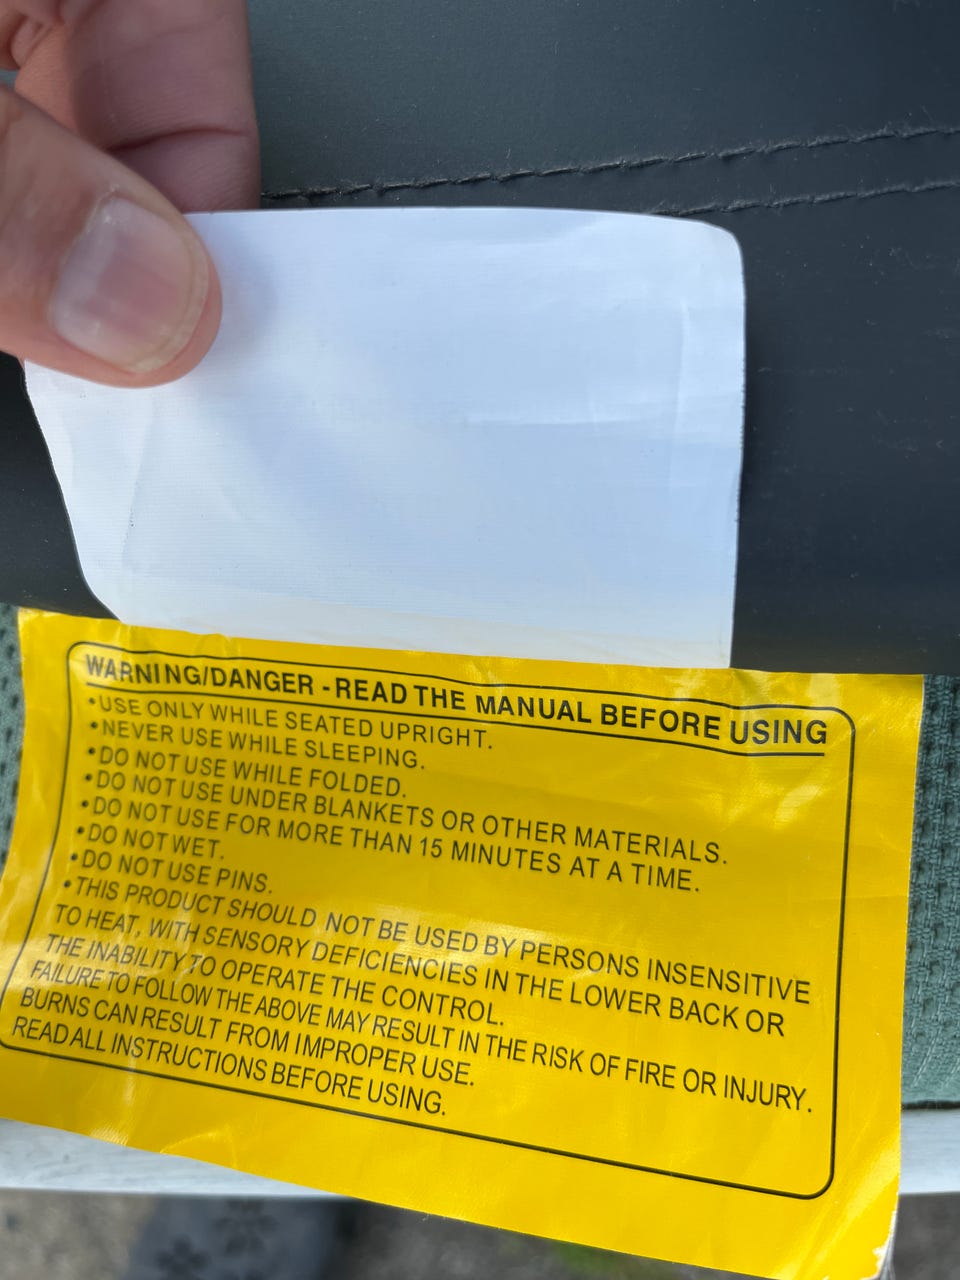 WARNING/DANGER - READ THE MANUAL BEFORE USING
•USE ONLY WHILE SEATED UPRIGHT.
•NEVER USE WHILE SLEEPING.
•DO NOT USE WHILE FOLDED.
•DO NOT USE UNDER BLANKETS OR OTHER MATERIALS.
•DO NOT USE FOR MORE THAN 15 MINUTES AT A TIME.
•DO NOT WET.
•DO NOT USE PINS.
•THIS PRODUCT SHOULD NOT BE USED BY PERSONS INSENSITIVE
TO HEAT, WITH SENSORY DEFICIENCIES IN THE LOWER BACK OR
THE INABILITY TO OPERATE THE CONTROL.
FAILURE TO FOLLOW THE ABOVE MAY RESULT IN THE RISK OF FIRE OR INJURY.
BURNS CAN RESULT FROM IMPROPER USE.
READ ALL INSTRUCTIONS BEFORE USING.